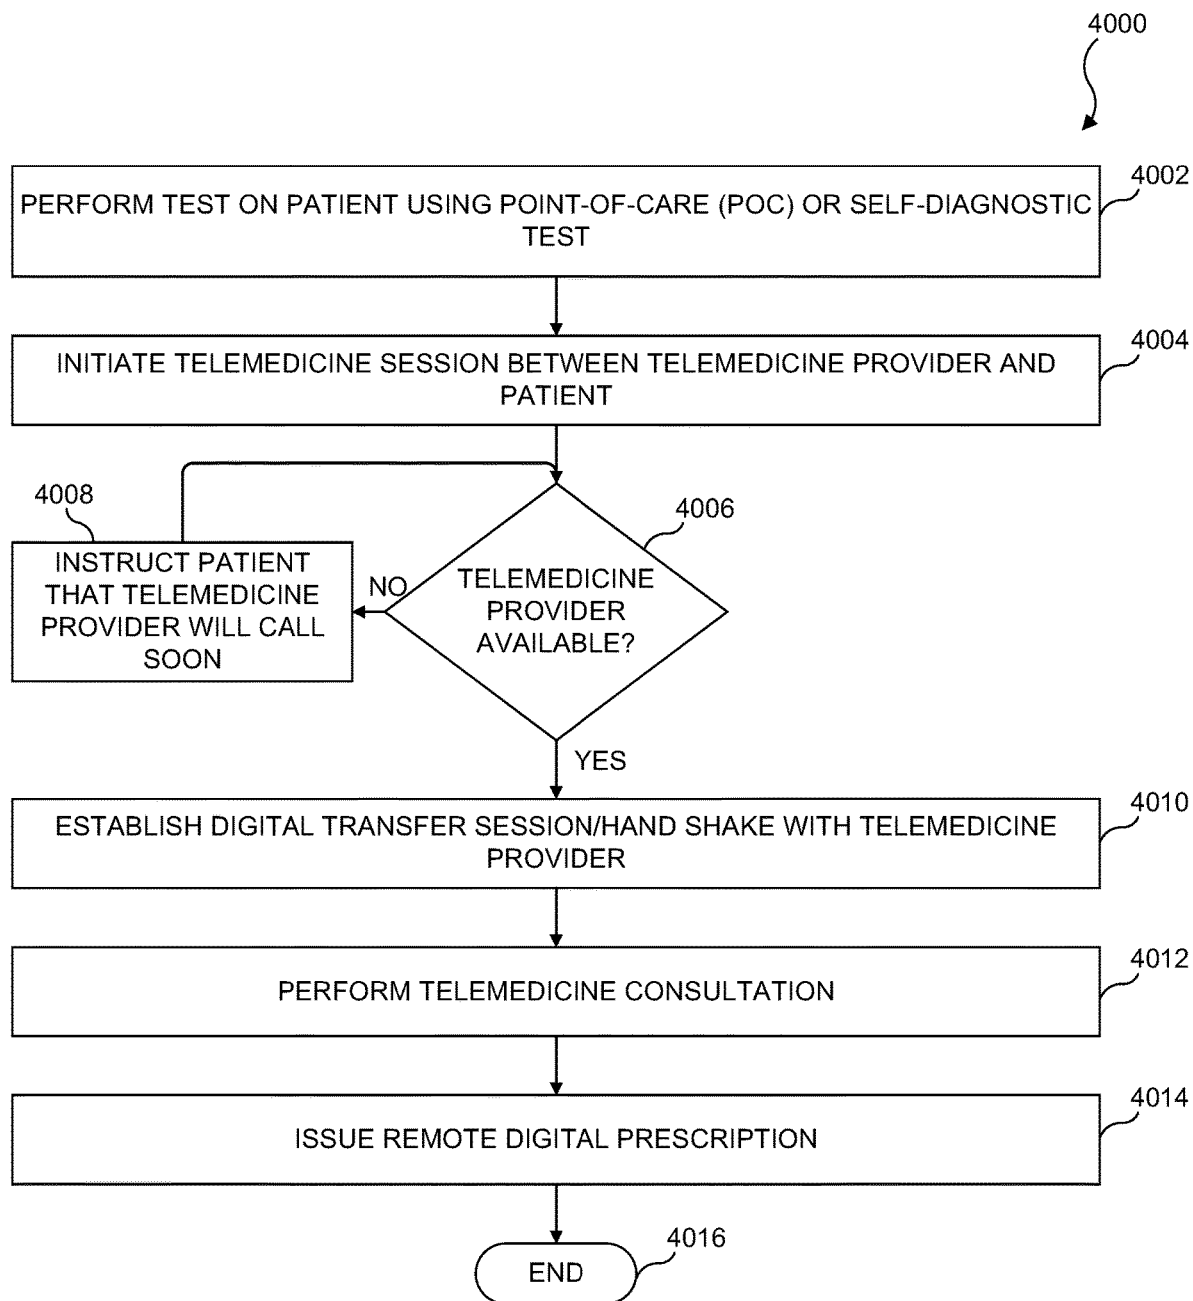 4000
4002
PERFORM TEST ON PATIENT USING POINT-OF-CARE (POC) OR SELF-DIAGNOSTIC
TEST
4004
INITIATE TELEMEDICINE SESSION BETWEEN TELEMEDICINE PROVIDER AND
PATIENT
4006
TELEMEDICINE
PROVIDER
AVAILABLE?
NO
4008
INSTRUCT PATIENT
THAT TELEMEDICINE
PROVIDER WILL CALL
SOON
YES
4010
ESTABLISH DIGITAL TRANSFER SESSION/HAND SHAKE WITH TELEMEDICINE
PROVIDER
4012
PERFORM TELEMEDICINE CONSULTATION
4014
ISSUE REMOTE DIGITAL PRESCRIPTION
4016
END